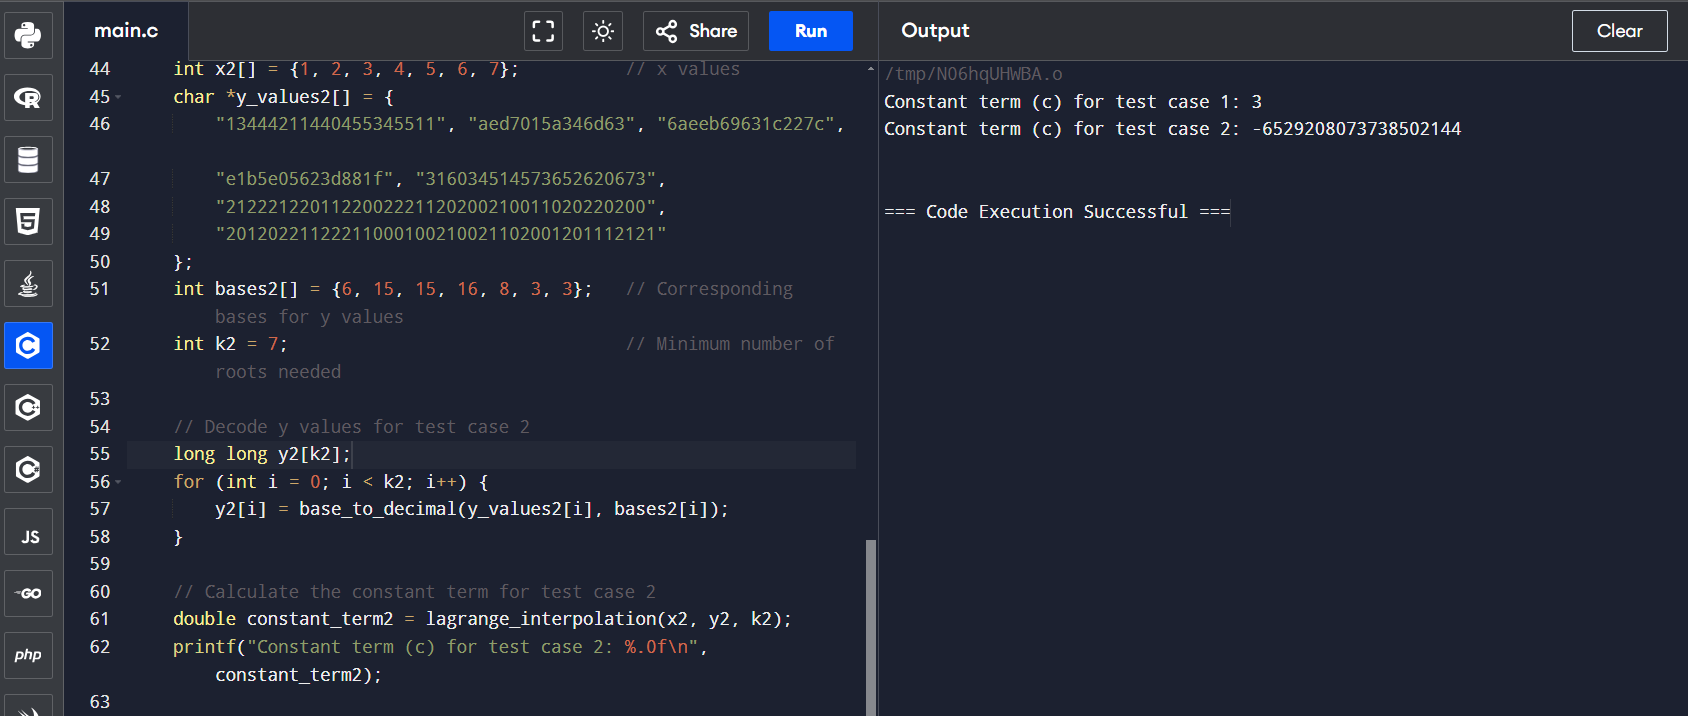 main.c
Share
Run
Output
Clear
44 int x2[] = {1, 2, 3, 4, 5, 6, 7}; // x values
45 char *y_values2[] = {
46 "13444211440455345511", "aed7015a346d63", "6aeeb69631c227c",
47 "e1b5e05623d881f", "316034514573652620673",
48 "2122212201122002221120200210011020220200",
49 "20120221122211000100210021102001201112121"
50 };
51 int bases2[] = {6, 15, 15, 16, 8, 3, 3}; // Corresponding
bases for y values
52 int k2 = 7; // Minimum number of
roots needed
53
54 // Decode y values for test case 2
55 long long y2[k2];
56 for (int i = 0; i < k2; i++) {
57 y2[i] = base_to_decimal(y_values2[i], bases2[i]);
58 }
59
60 // Calculate the constant term for test case 2
61 double constant_term2 = lagrange_interpolation(x2, y2, k2);
62 printf("Constant term (c) for test case 2: %.0f\n",
constant_term2);
63
/tmp/N06hqUHWBA.o
Constant term (c) for test case 1: 3
Constant term (c) for test case 2: -6529208073738502144
=== Code Execution Successful ===
R
5
C
C++
C#
JS
GO
php